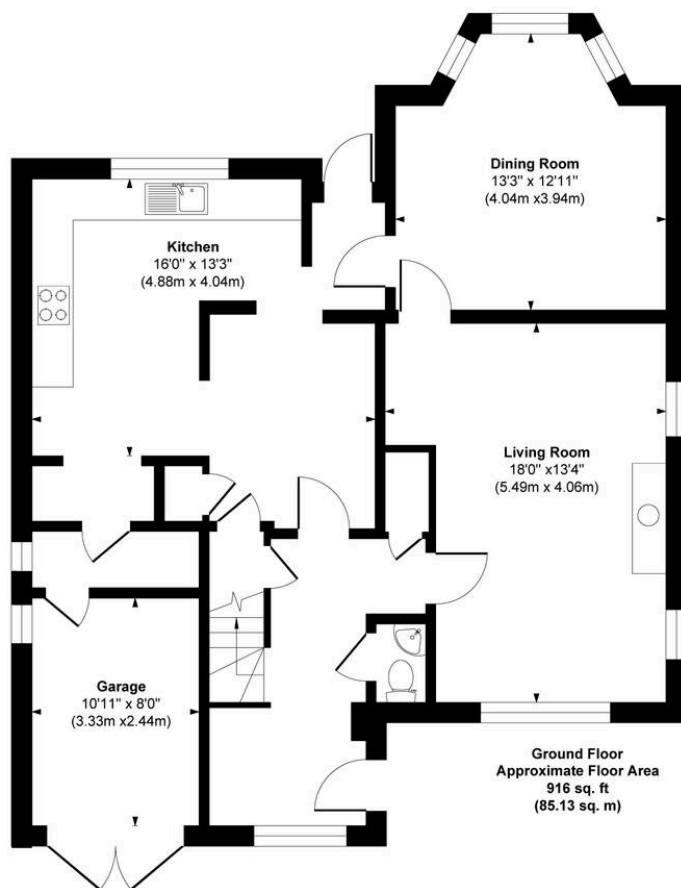 Dining Room
13'3" x 12'11"
(4.04m x3.94m)
Kitchen
16'0" x 13'3"
(4.88m x 4.04m)
Living Room
18'0" x13'4"
(5.49m x 4.06m)
Garage
10'11" x 8'0"
(3.33m x2.44m)
Ground Floor
Approximate Floor Area
916 sq. ft
(85.13 sq. m)